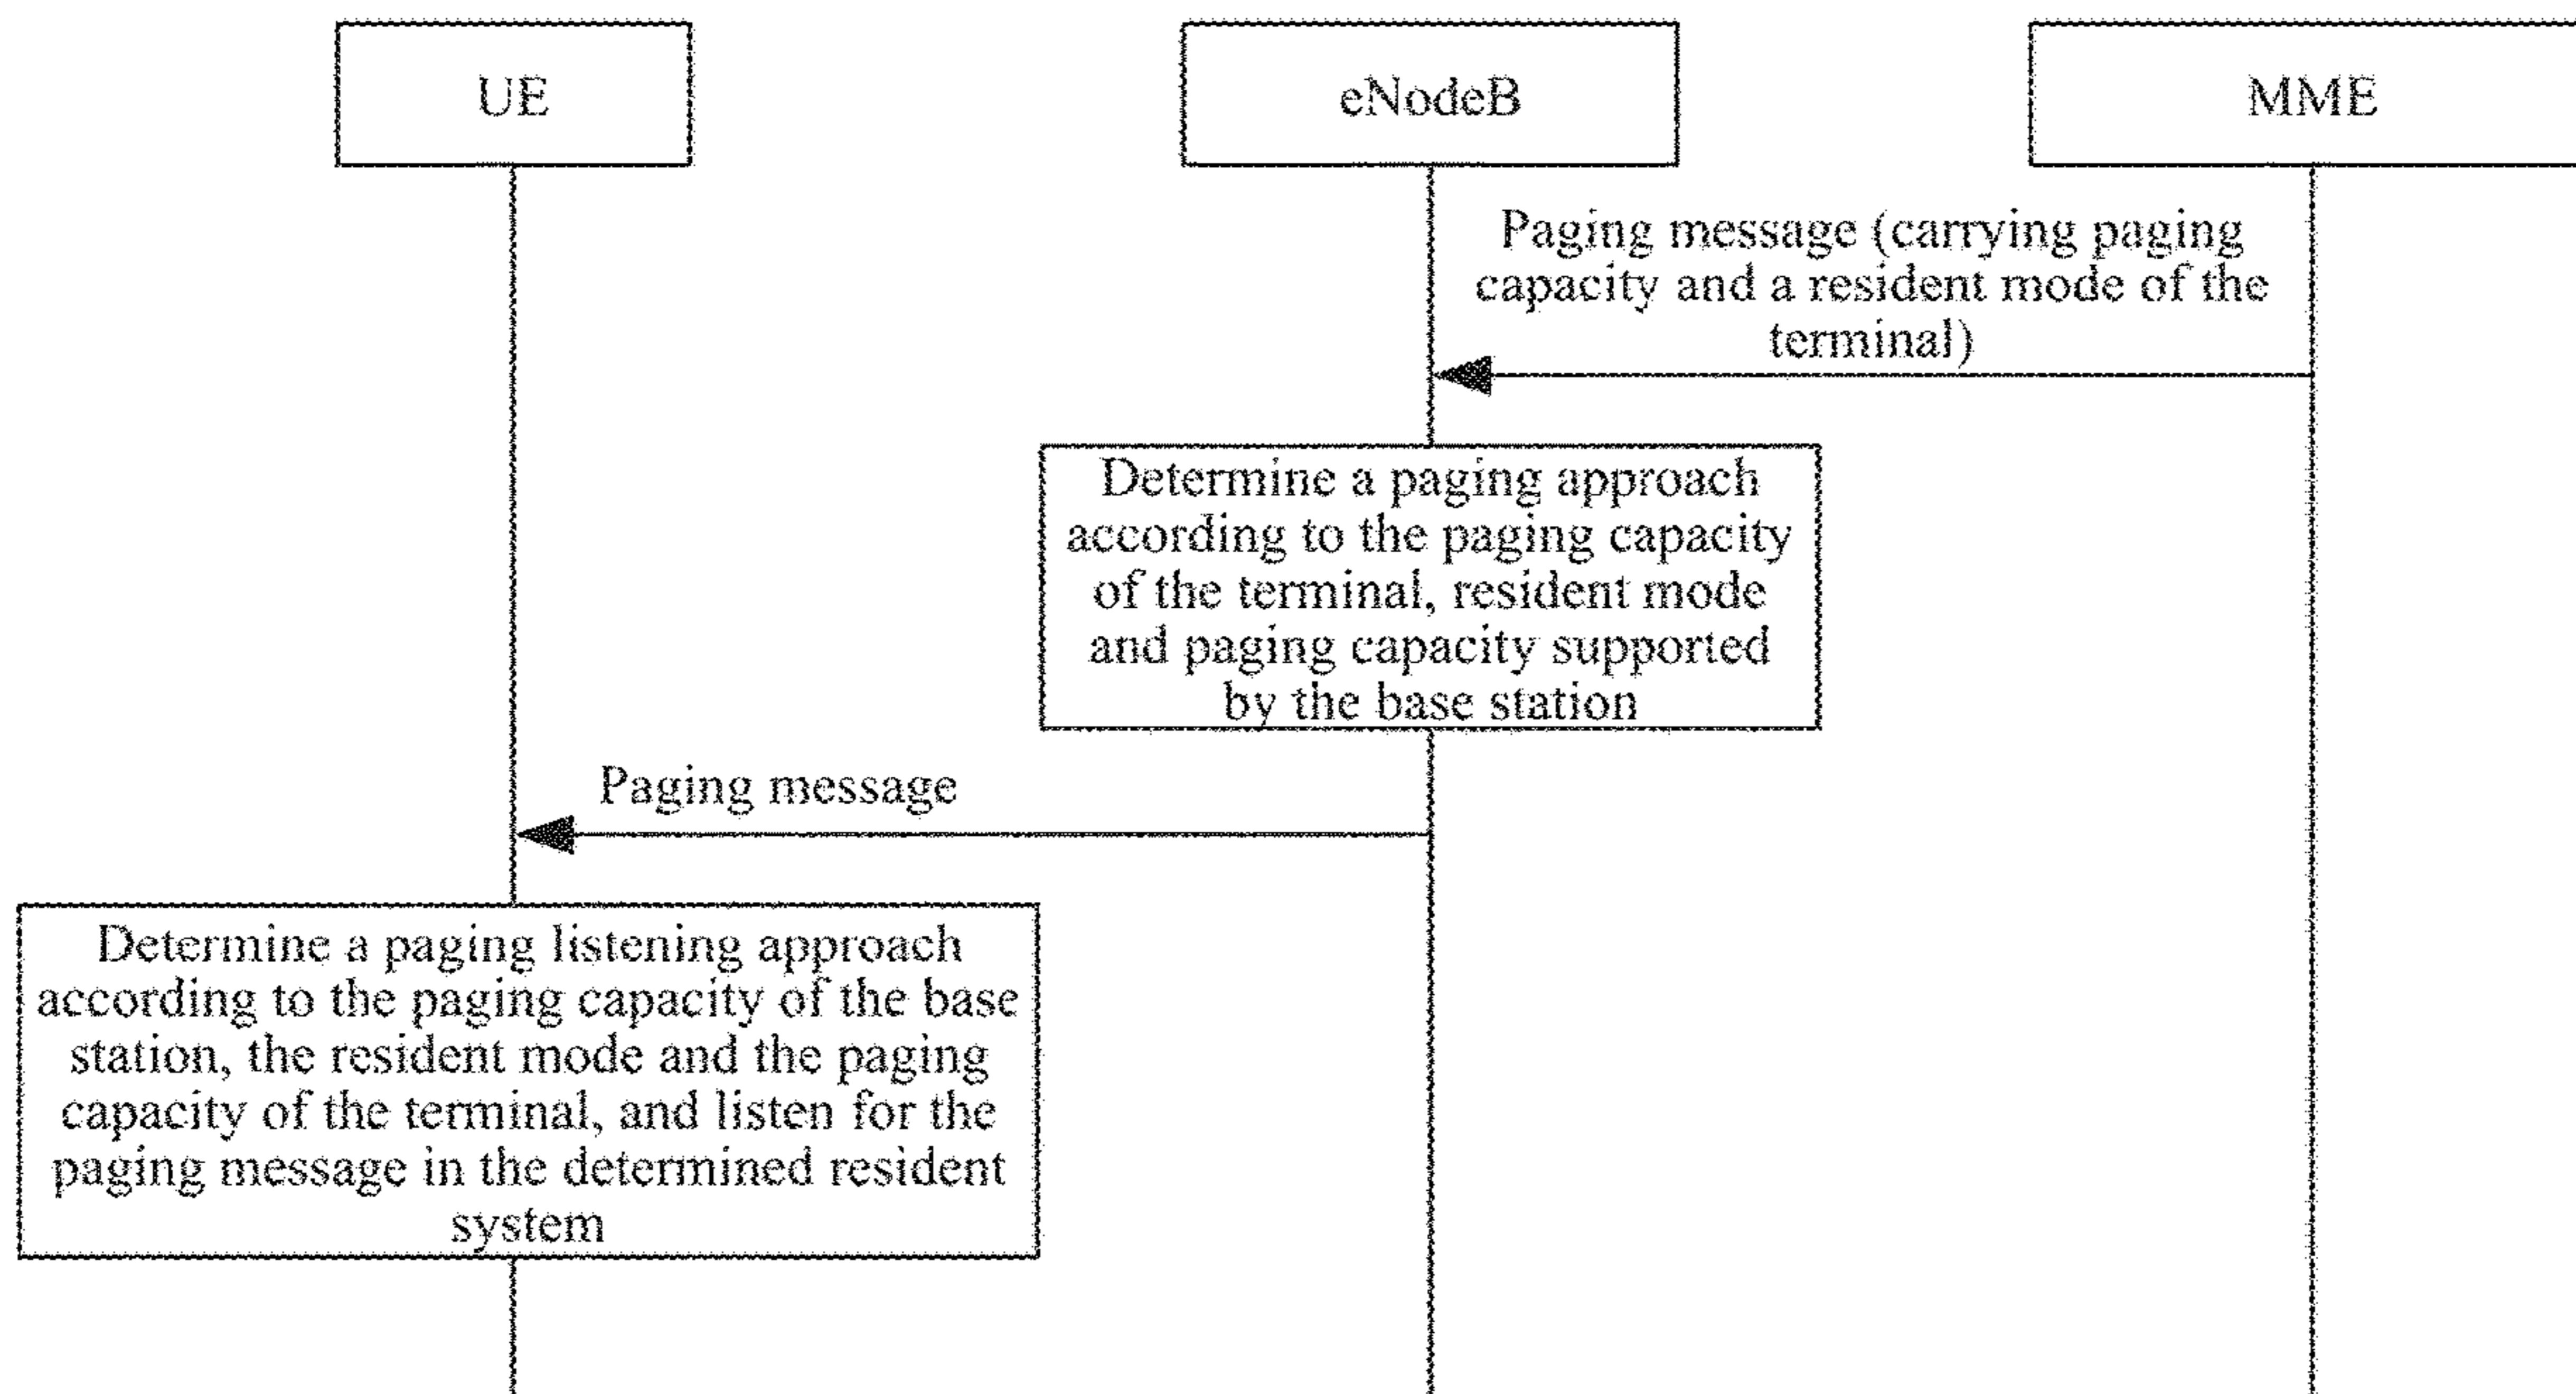 UE
eNodeB
MME
Paging message (carrying paging
capacity and a resident mode of the
terminal)
Determine a paging approach
according to the paging capacity
of the terminal, resident mode
and paging capacity supported
by the base station
Paging message
Determine a paging listening approach
according to the paging capacity of the base
station, the resident mode and the paging
capacity of the terminal, and listen for the
paging message in the determined resident
system